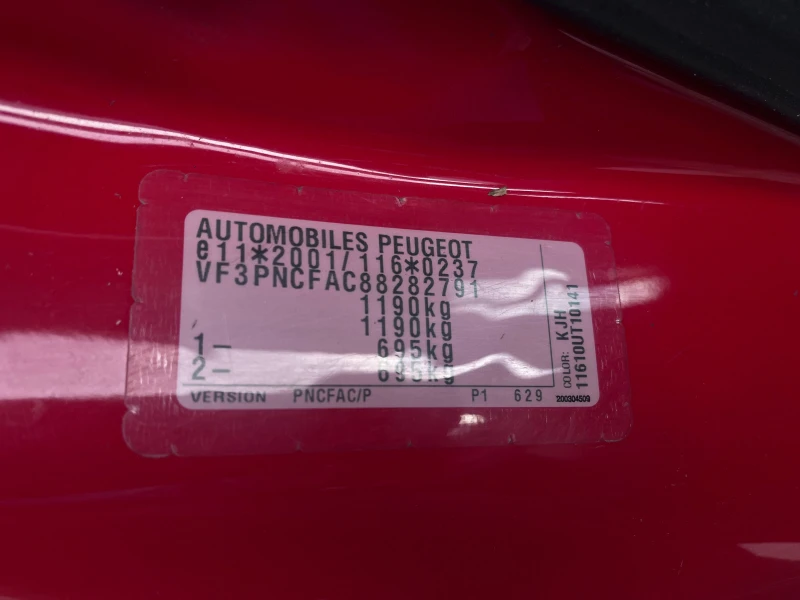 AUTOMOBILES PEUGEOT
e11*2001/116*0237
VF3PNCFAC88282791
1190kg
1190kg
1- 695kg
2- 695kg
VERSION PNCFAC/P P1 629
COLOR: KJH
11610UT10141
200304509